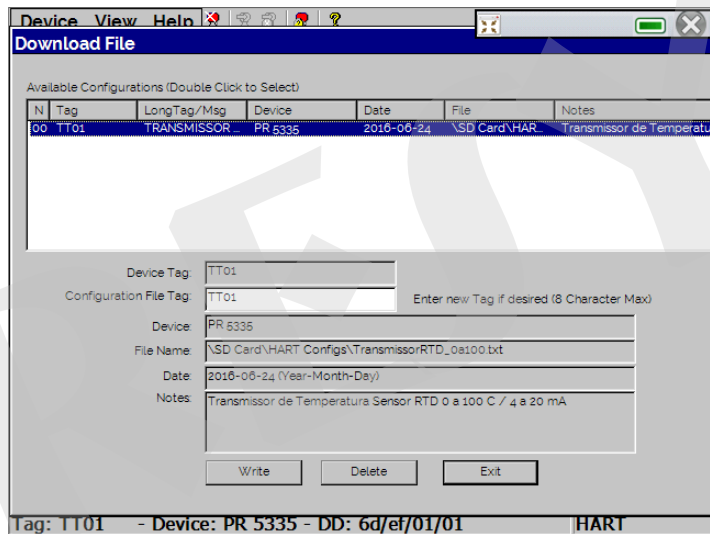 Device View Help
Download File
Available Configurations (Double Click to Select)
N Tag LongTag/Msg Device Date File Notes
00 TT01 TRANSMISSOR ... PR 5335 2016-06-24 \SD Card\HAR... Transmissor de Temperatu
Device Tag: TT01
Configuration File Tag: TT01 Enter new Tag if desired (8 Character Max)
Device: PR 5335
File Name: \SD Card\HART Configs\TransmissorRTD_0a100.txt
Date: 2016-06-24 (Year-Month-Day)
Notes: Transmissor de Temperatura Sensor RTD 0 a 100 C / 4 a 20 mA
Write Delete Exit
Tag: TT01 - Device: PR 5335 - DD: 6d/ef/01/01 HART